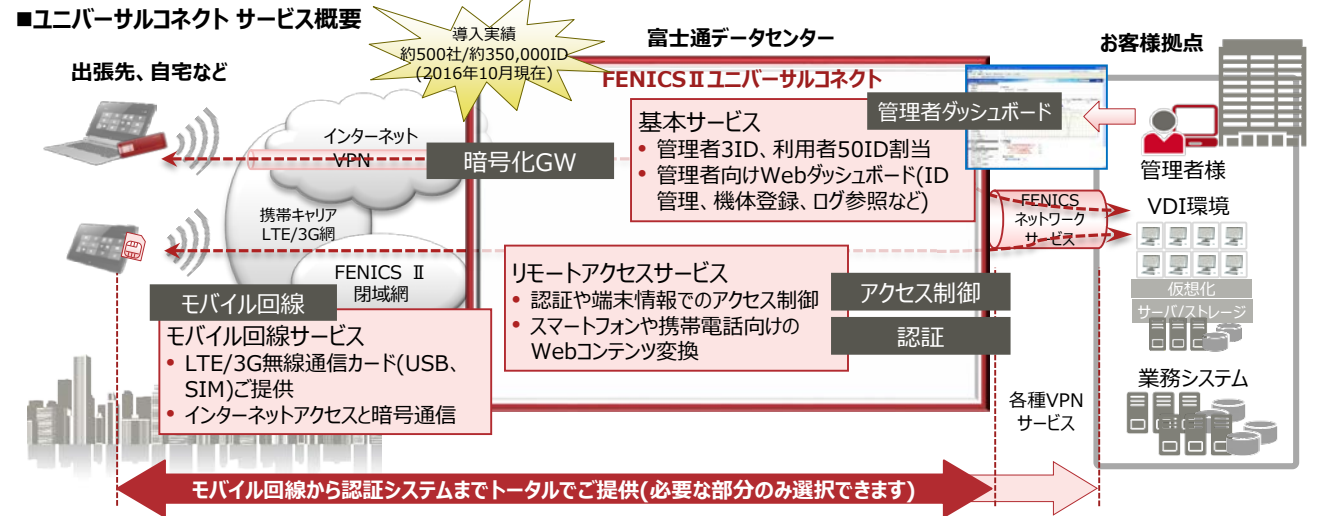 ■ユニバーサルコネクト サービス概要
導入実績
約500社/約350,000ID
(2016年10月現在)
富士通データセンター
お客様拠点
出張先、自宅など
FENICSⅡユニバーサルコネクト
管理者ダッシュボード
基本サービス
• 管理者3ID、利用者50ID割当
• 管理者向けWebダッシュボード(ID
管理、機体登録、ログ参照など)
インターネット
VPN
暗号化GW
管理者様
FENICS
ネットワーク
サービス
VDI環境
携帯キャリア
LTE/3G網
FENICS Ⅱ
閉域網
リモートアクセスサービス
• 認証や端末情報でのアクセス制御
• スマートフォンや携帯電話向けの
Webコンテンツ変換
アクセス制御
認証
仮想化
サーバ/ストレージ
モバイル回線
モバイル回線サービス
• LTE/3G無線通信カード(USB、
SIM)ご提供
• インターネットアクセスと暗号通信
業務システム
各種VPN
サービス
モバイル回線から認証システムまでトータルでご提供(必要な部分のみ選択できます)